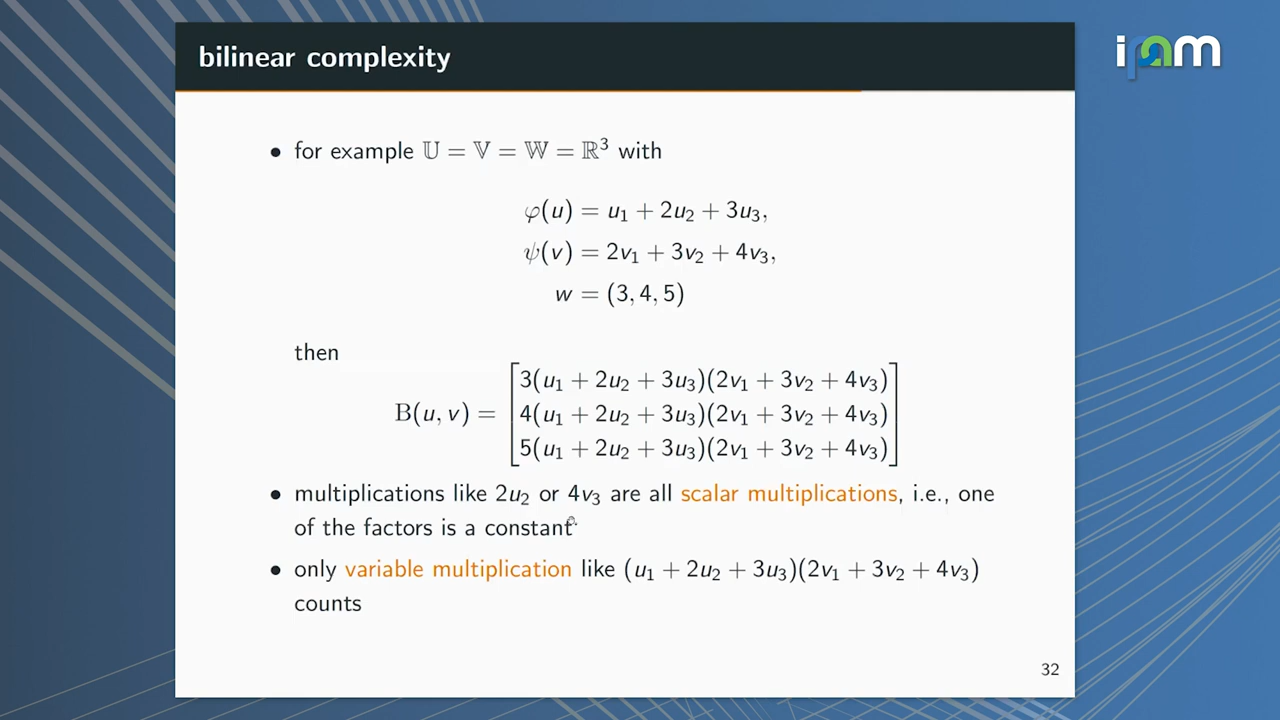 bilinear complexity
ipam
• for example 𝕌 = 𝕍 = 𝕎 = ℝ³ with
φ(u) = u₁ + 2u₂ + 3u₃,
ψ(v) = 2v₁ + 3v₂ + 4v₃,
w = (3, 4, 5)
then
B(u, v) = [3(u₁ + 2u₂ + 3u₃)(2v₁ + 3v₂ + 4v₃)
4(u₁ + 2u₂ + 3u₃)(2v₁ + 3v₂ + 4v₃)
5(u₁ + 2u₂ + 3u₃)(2v₁ + 3v₂ + 4v₃)]
• multiplications like 2u₂ or 4v₃ are all scalar multiplications, i.e., one
of the factors is a constant
• only variable multiplication like (u₁ + 2u₂ + 3u₃)(2v₁ + 3v₂ + 4v₃)
counts
32